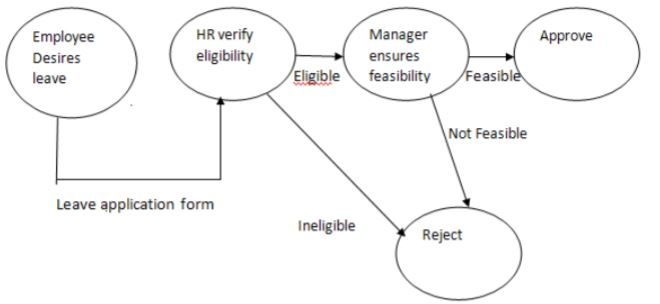 Employee
Desires
leave
HR verify
eligibility
Eligible
Manager
ensures
feasibility
Feasible
Approve
Not Feasible
Leave application form
Ineligible
Reject